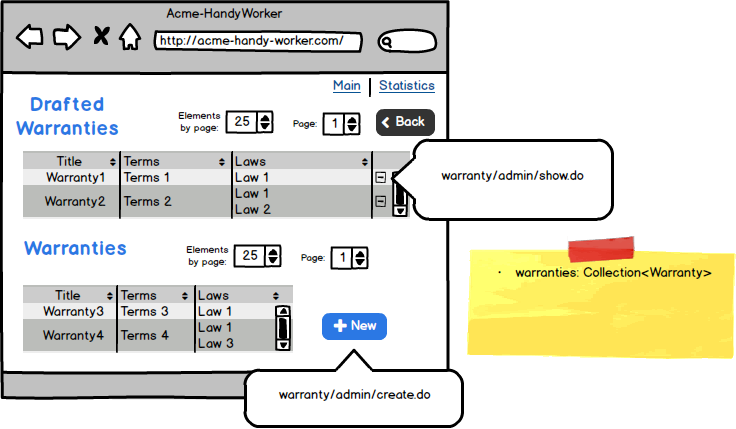 Acme-HandyWorker
http://acme-handy-worker.com/
Main Statistics
Drafted
Warranties
Elements
by page:
25
Page:
1
Back
Title Terms Laws
Warranty1 Terms 1 Law 1
Warranty2 Terms 2 Law 1
Law 2
warranty/admin/show.do
Warranties
Elements
by page:
25
Page:
1
Title Terms Laws
Warranty3 Terms 3 Law 1
Warranty4 Terms 4 Law 1
Law 3
New
warranty/admin/create.do
• warranties: Collection<Warranty>